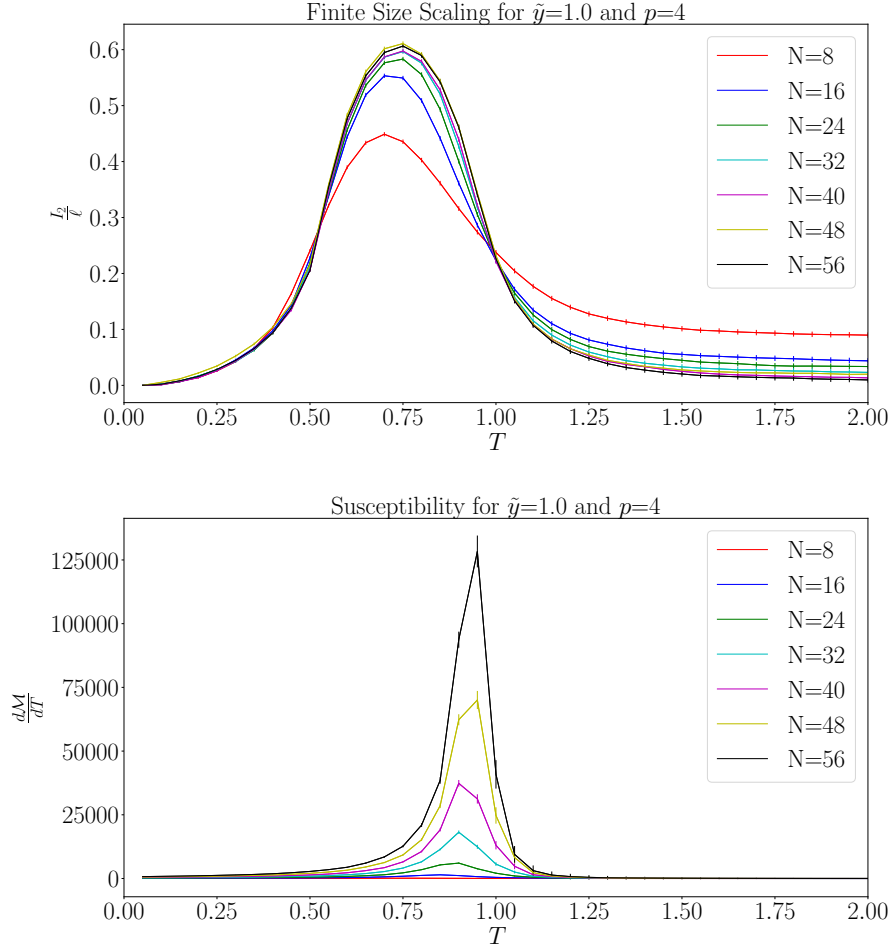 Finite Size Scaling for ỹ=1.0 and p=4
0.6
0.5
0.4
0.3
0.2
0.1
0.0
I₂/ℓ
0.00 0.25 0.50 0.75 1.00 1.25 1.50 1.75 2.00
T
N=8
N=16
N=24
N=32
N=40
N=48
N=56
Susceptibility for ỹ=1.0 and p=4
125000
100000
75000
50000
25000
0
dℳ/dT
0.00 0.25 0.50 0.75 1.00 1.25 1.50 1.75 2.00
T
N=8
N=16
N=24
N=32
N=40
N=48
N=56